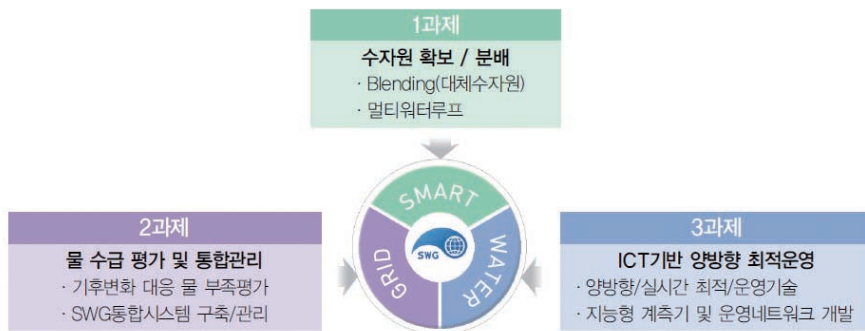 1과제
수자원 확보 / 분배
· Blending(대체수자원)
· 멀티워터루프
SMART
GRID
WATER
SWG
2과제
물 수급 평가 및 통합관리
· 기후변화 대응 물 부족평가
· SWG통합시스템 구축/관리
3과제
ICT기반 양방향 최적운영
· 양방향/실시간 최적/운영기술
· 지능형 계측기 및 운영네트워크 개발